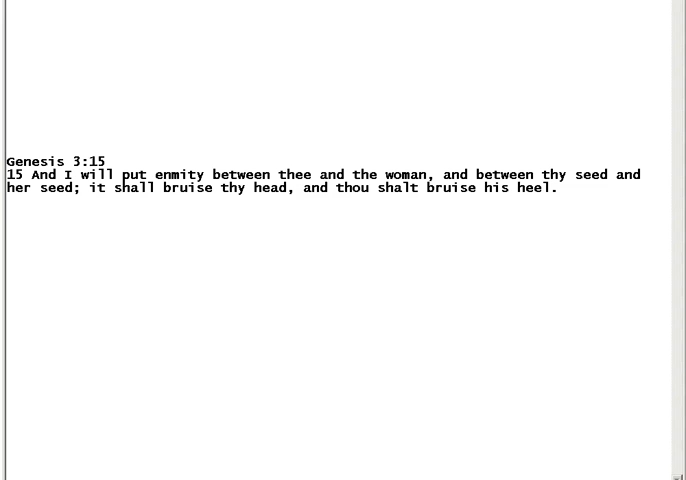 Genesis 3:15
15 And I will put enmity between thee and the woman, and between thy seed and
her seed; it shall bruise thy head, and thou shalt bruise his heel.